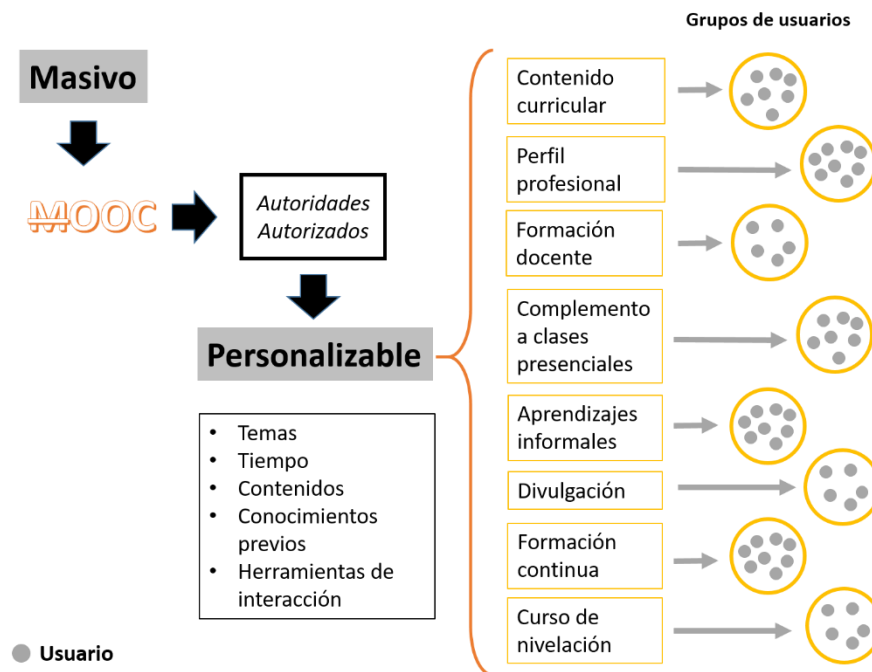 Grupos de usuarios
Masivo
MOOC
Autoridades
Autorizados
Personalizable
• Temas
• Tiempo
• Contenidos
• Conocimientos
previos
• Herramientas de
interacción
Contenido
curricular
Perfil
profesional
Formación
docente
Complemento
a clases
presenciales
Aprendizajes
informales
Divulgación
Formación
continua
Curso de
nivelación
Usuario